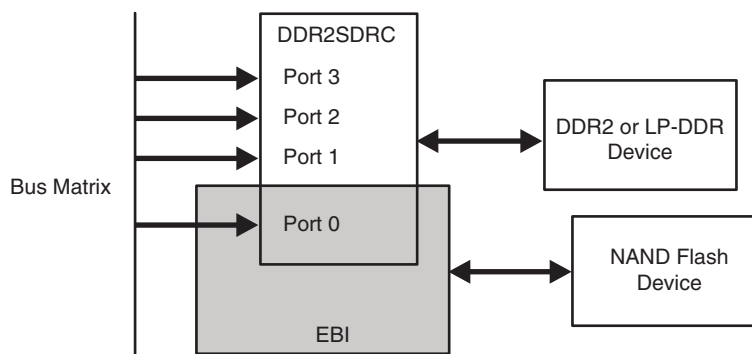 DDR2SDRC
Port 3
Port 2
Port 1
Port 0
Bus Matrix
EBI
DDR2 or LP-DDR
Device
NAND Flash
Device